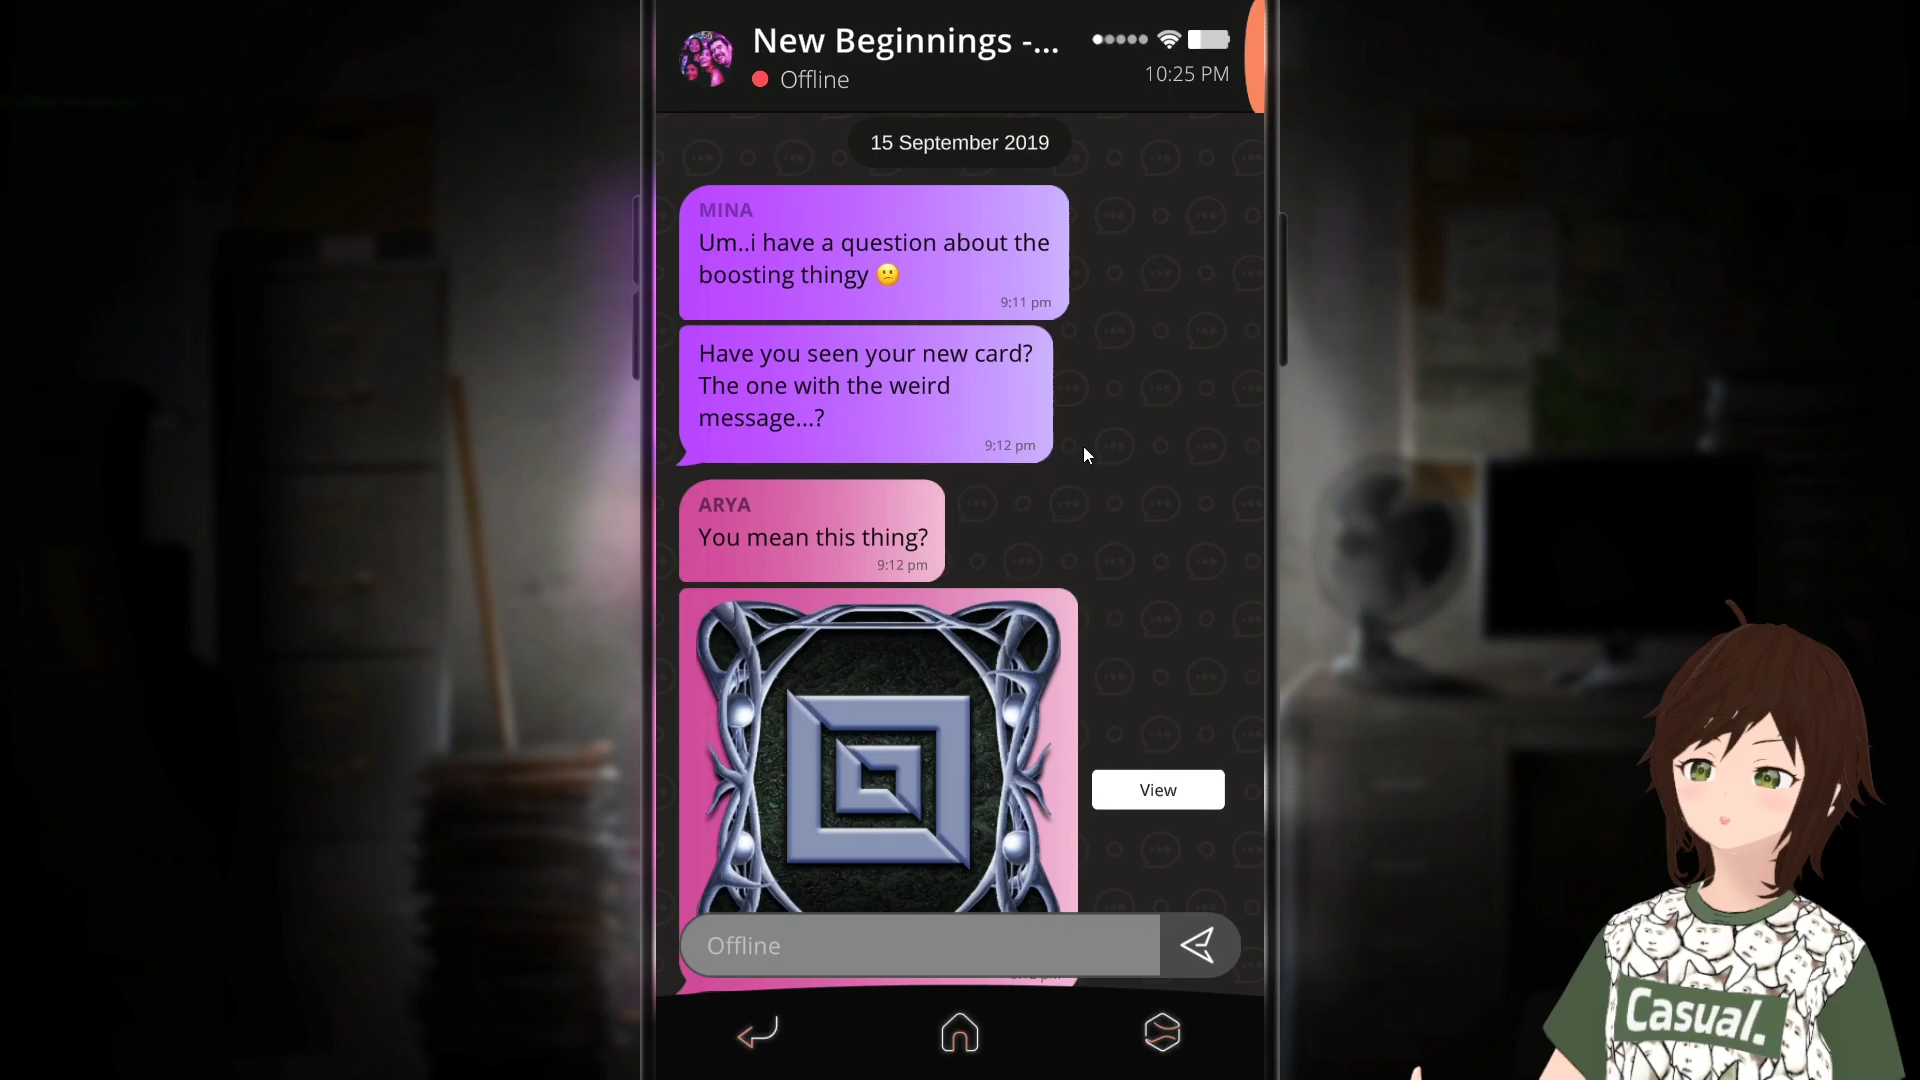 New Beginnings -...
Offline
10:25 PM
15 September 2019
MINA
Um..i have a question about the
boosting thingy 🙁
9:11 pm
Have you seen your new card?
The one with the weird
message...?
9:12 pm
ARYA
You mean this thing?
9:12 pm
View
Offline
Casual.